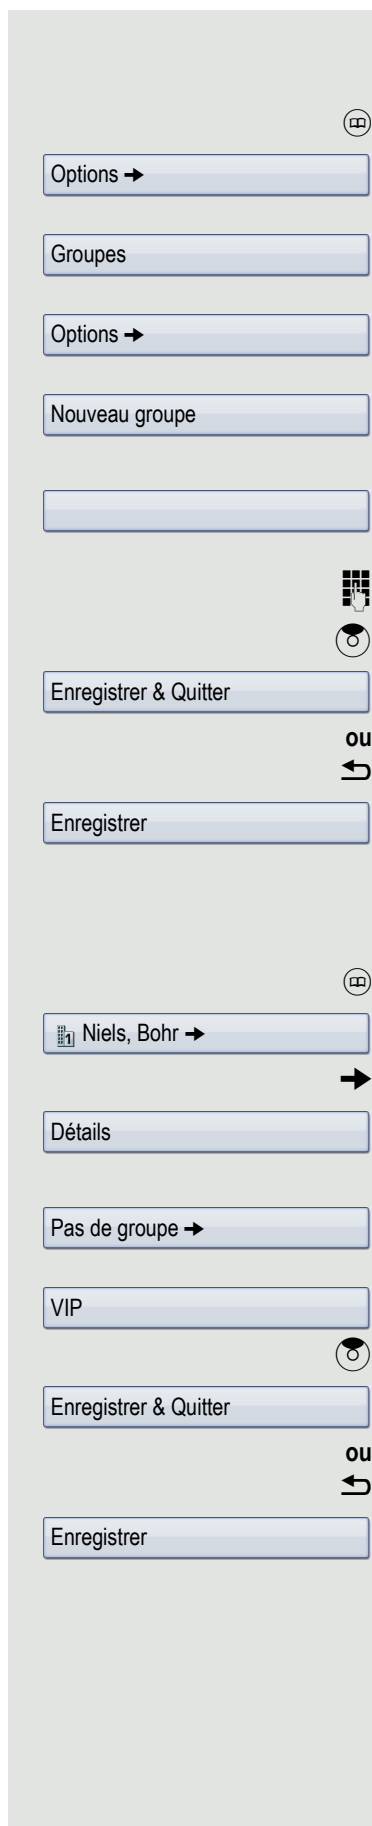 Options →
Groupes
Options →
Nouveau groupe
Enregistrer & Quitter
ou
Enregistrer
1 Niels, Bohr →
Détails
Pas de groupe →
VIP
Enregistrer & Quitter
ou
Enregistrer